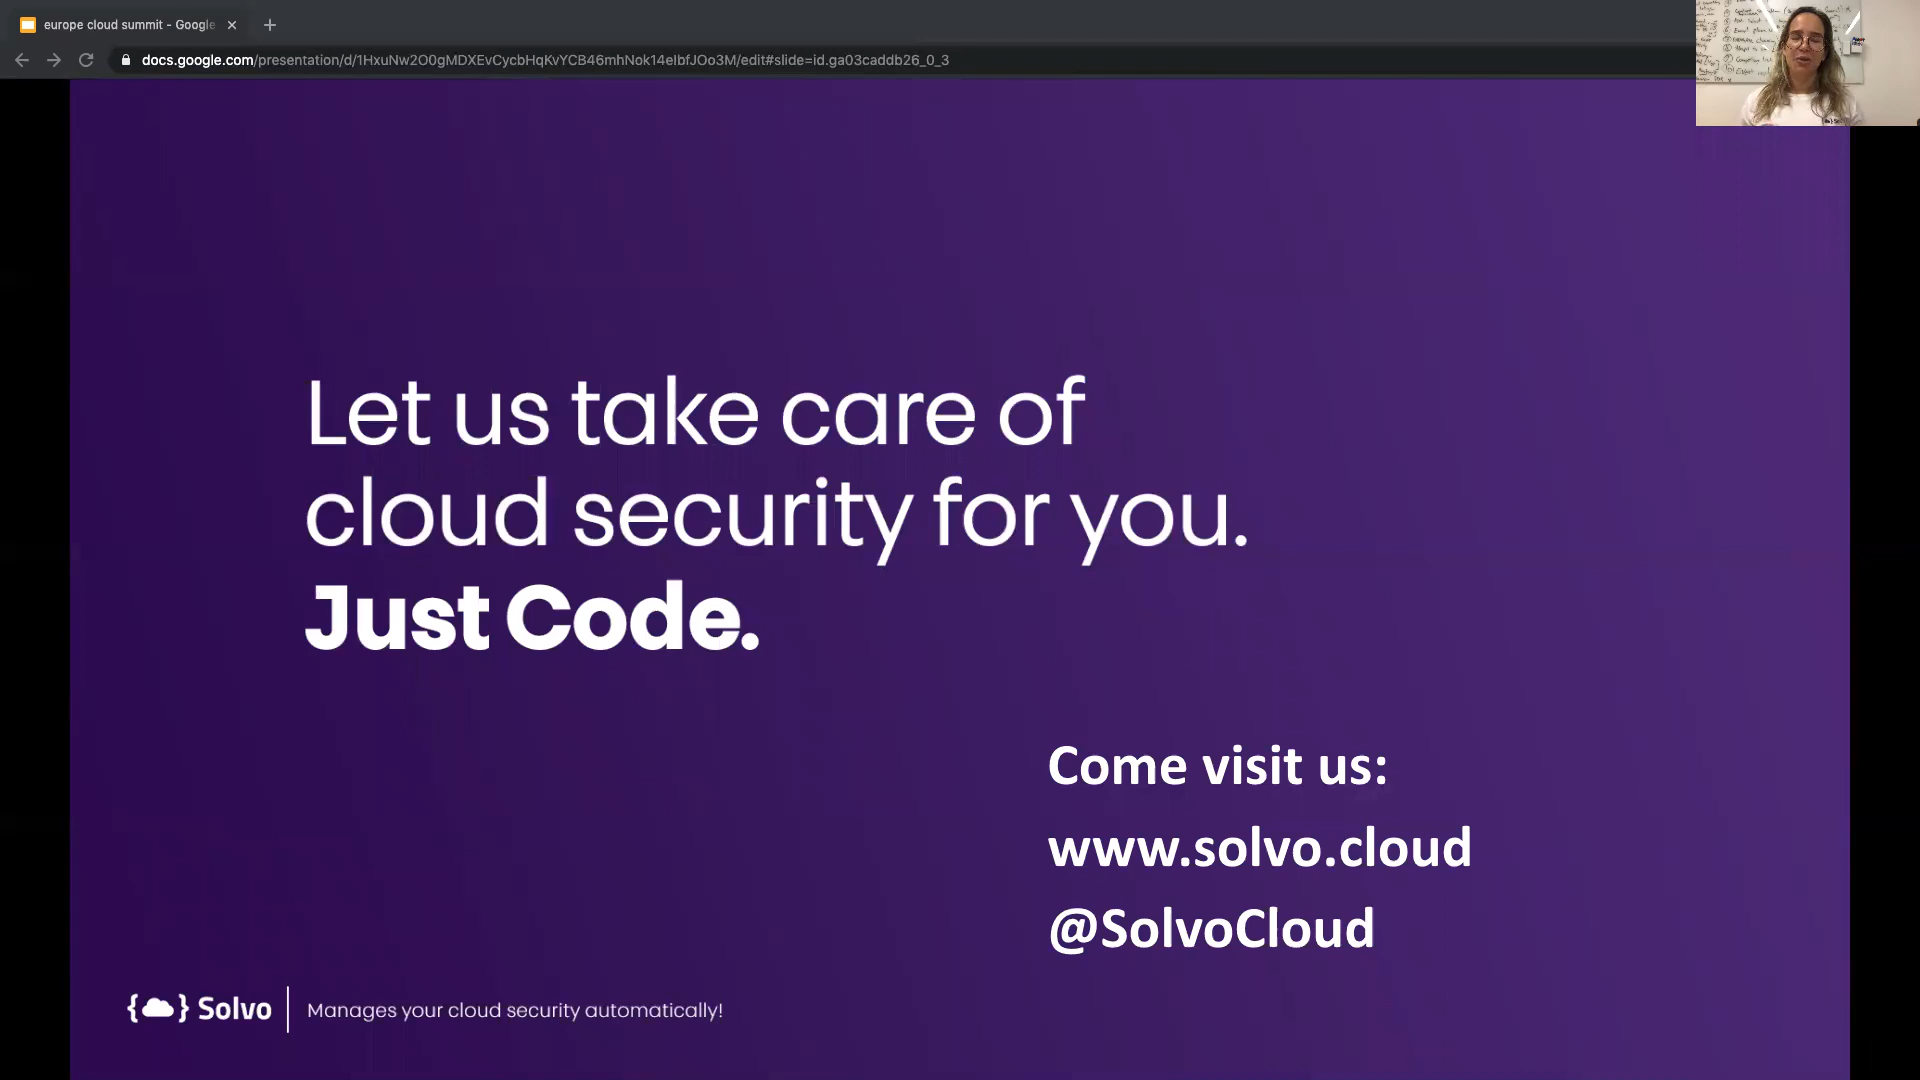 europe cloud summit - Google
docs.google.com/presentation/d/1HxuNw2O0gMDXEvCycbHqKvYCB46mhNok14eIbfJOo3M/edit#slide=id.ga03caddb26_0_3
Let us take care of
cloud security for you.
Just Code.
Come visit us:
www.solvo.cloud
@SolvoCloud
{ } Solvo
Manages your cloud security automatically!